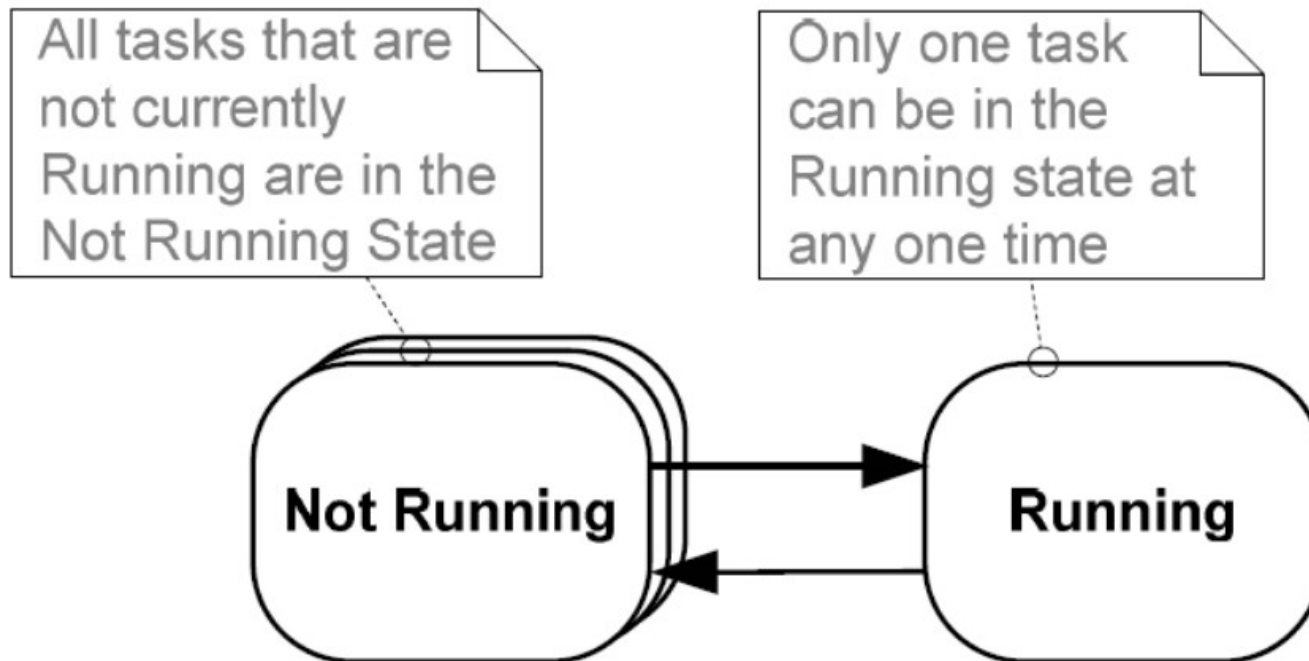 All tasks that are
not currently
Running are in the
Not Running State
Only one task
can be in the
Running state at
any one time
Not Running
Running